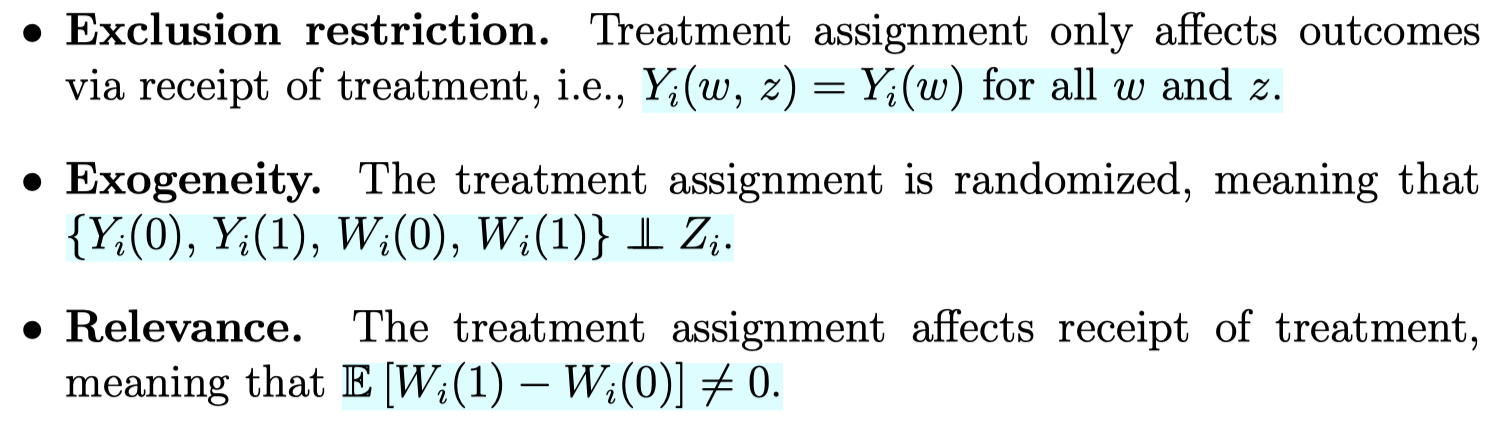 • Exclusion restriction. Treatment assignment only affects outcomes
via receipt of treatment, i.e., Yᵢ(w, z) = Yᵢ(w) for all w and z.
• Exogeneity. The treatment assignment is randomized, meaning that
{Yᵢ(0), Yᵢ(1), Wᵢ(0), Wᵢ(1)} ⫫ Zᵢ.
• Relevance. The treatment assignment affects receipt of treatment,
meaning that 𝔼 [Wᵢ(1) − Wᵢ(0)] ≠ 0.